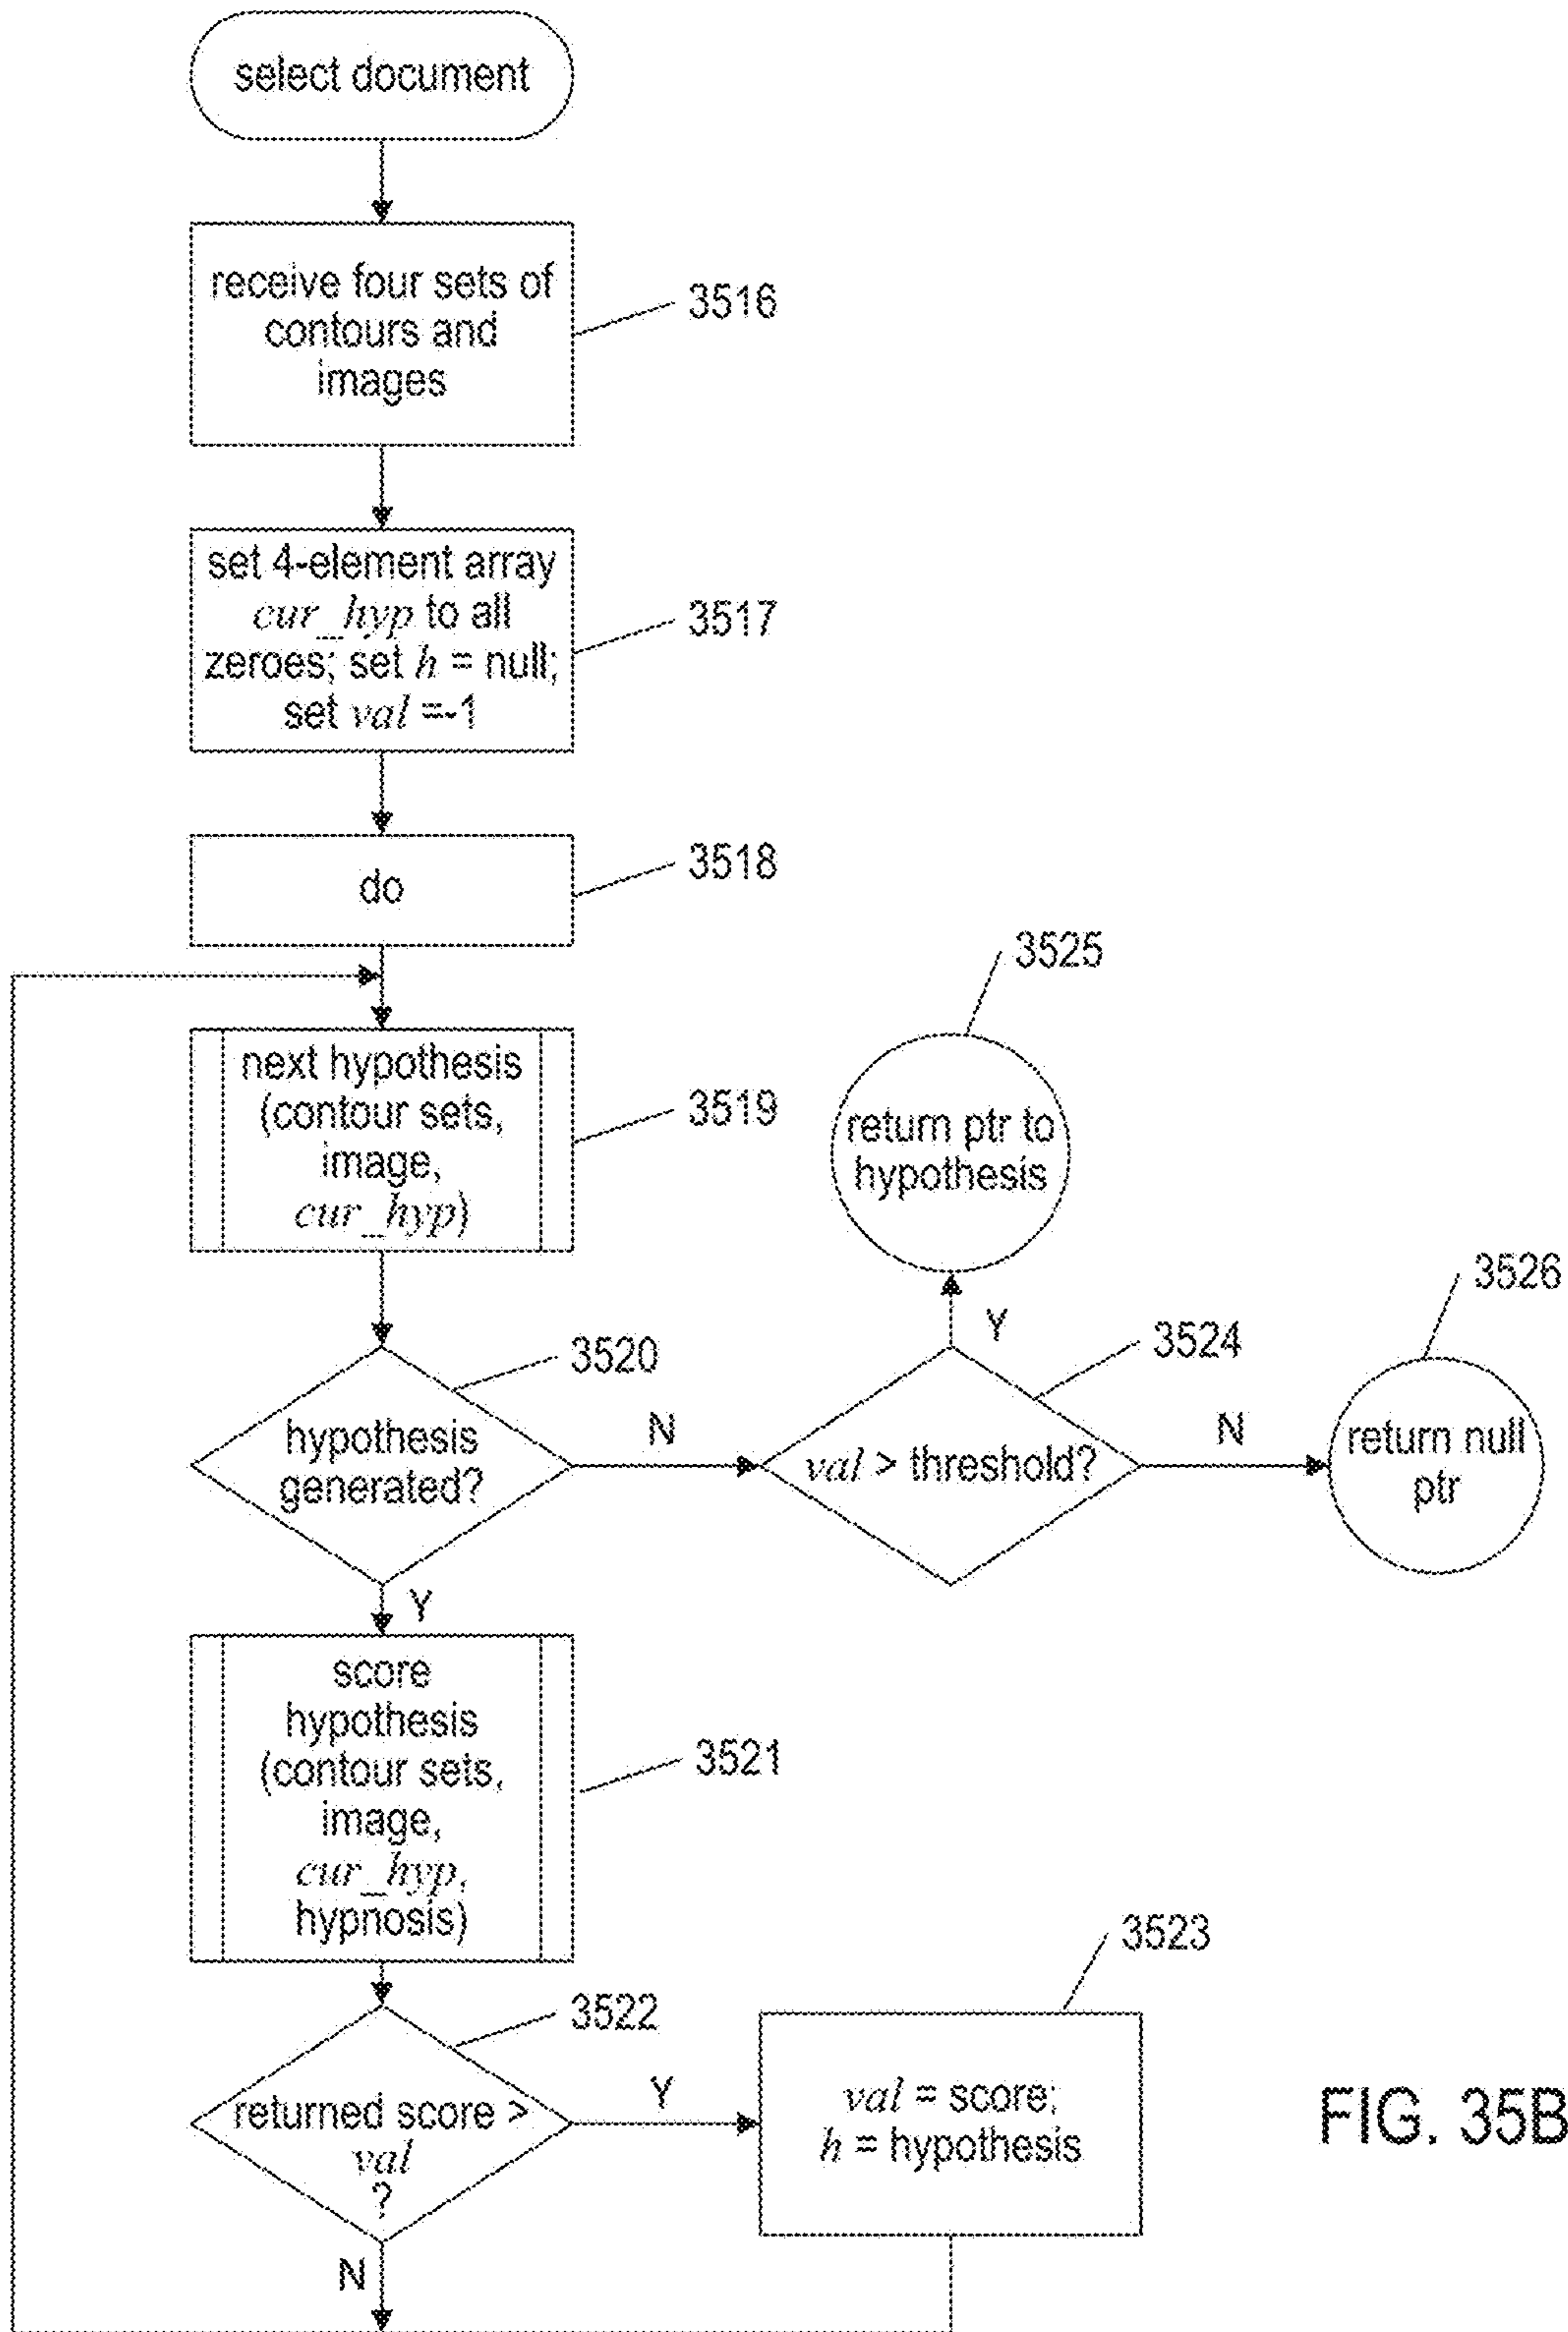 select document
receive four sets of
contours and
images
3516
set 4-element array
cur_hyp to all
zeroes; set h = null;
set val =-1
3517
do
3518
next hypothesis
(contour sets,
image,
cur_hyp)
3519
3525
return ptr to
hypothesis
hypothesis
generated?
3520
N
Y
val > threshold?
3524
Y
N
3526
return null
ptr
score
hypothesis
(contour sets,
image,
cur_hyp,
hypnosis)
3521
returned score >
val
?
3522
Y
N
3523
val = score;
h = hypothesis
FIG. 35B